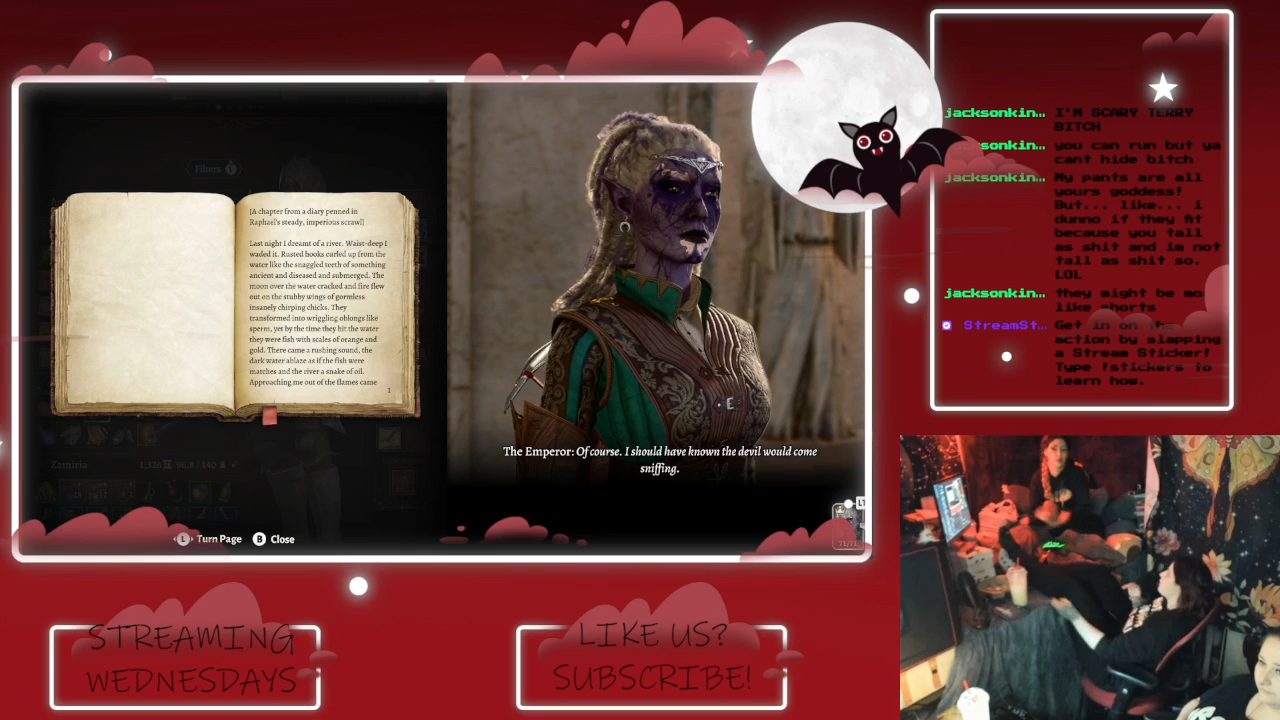 Filters
[A chapter from a diary penned in
Raphael's steady, imperious scrawl]
Last night I dreamt of a river. Waist-deep I
waded it. Rusted hooks curled up from the
water like the snaggled teeth of something
ancient and diseased and submerged. The
moon over the water cracked and fire flew
out on the stubby wings of gormless
insanely chirping chicks. They
transformed into wriggling oblongs like
sperm, yet by the time they hit the water
they were fish with scales of orange and
gold. There came a rushing sound, the
dark water ablaze as if the fish were
matches and the river a snake of oil.
Approaching me out of the flames came
1
Zamiria
1,326 96.8 / 140
L Turn Page B Close
The Emperor: Of course. I should have known the devil would come
sniffing.
jacksonkin... I'M SCARY TERRY
BITCH
sonkin... you can run but ya
cant hide bitch
jacksonkin... My pants are all
yours goddess!
But... like... i
dunno if they fit
because you tall
as shit and im not
tall as shit so.
LOL
jacksonkin... they might be mo
like shorts
StreamSt... Get in on the
action by slapping
a Stream Sticker!
Type !stickers to
learn how.
STREAMING
WEDNESDAYS
LIKE US?
SUBSCRIBE!